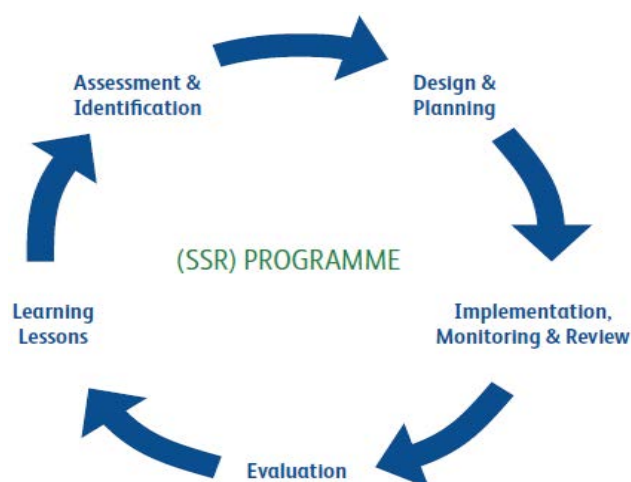 Assessment &
Identification
Design &
Planning
(SSR) PROGRAMME
Implementation,
Monitoring & Review
Learning
Lessons
Evaluation